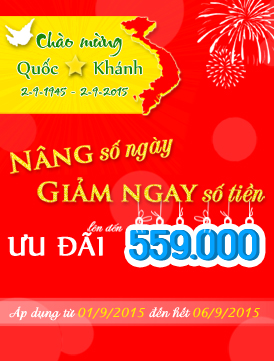 Chào mừng
Quốc Khánh
2-9-1945 - 2-9-2015
NÂNG số ngày
GIẢM NGAY số tiền
ƯU ĐÃI lên đến 559.000
Áp dụng từ 01/9/2015 đến hết 06/9/2015